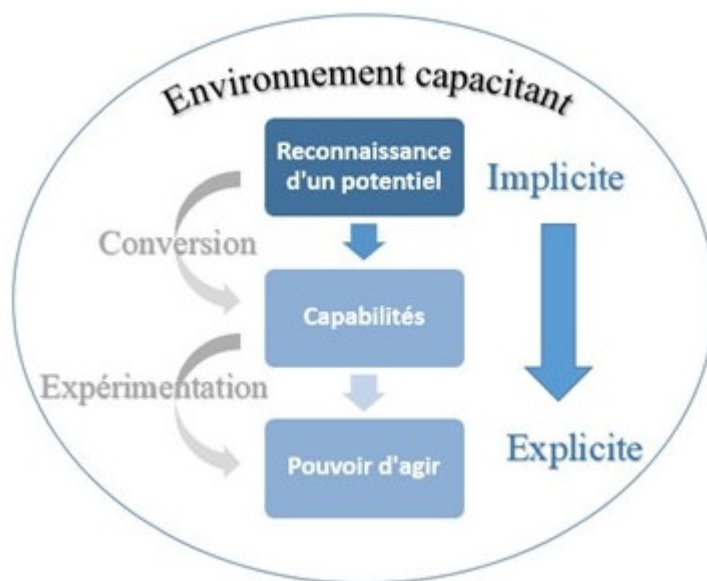 Environnement capacitant
Reconnaissance
d'un potentiel
Implicite
Conversion
Capabilités
Expérimentation
Pouvoir d'agir
Explicite